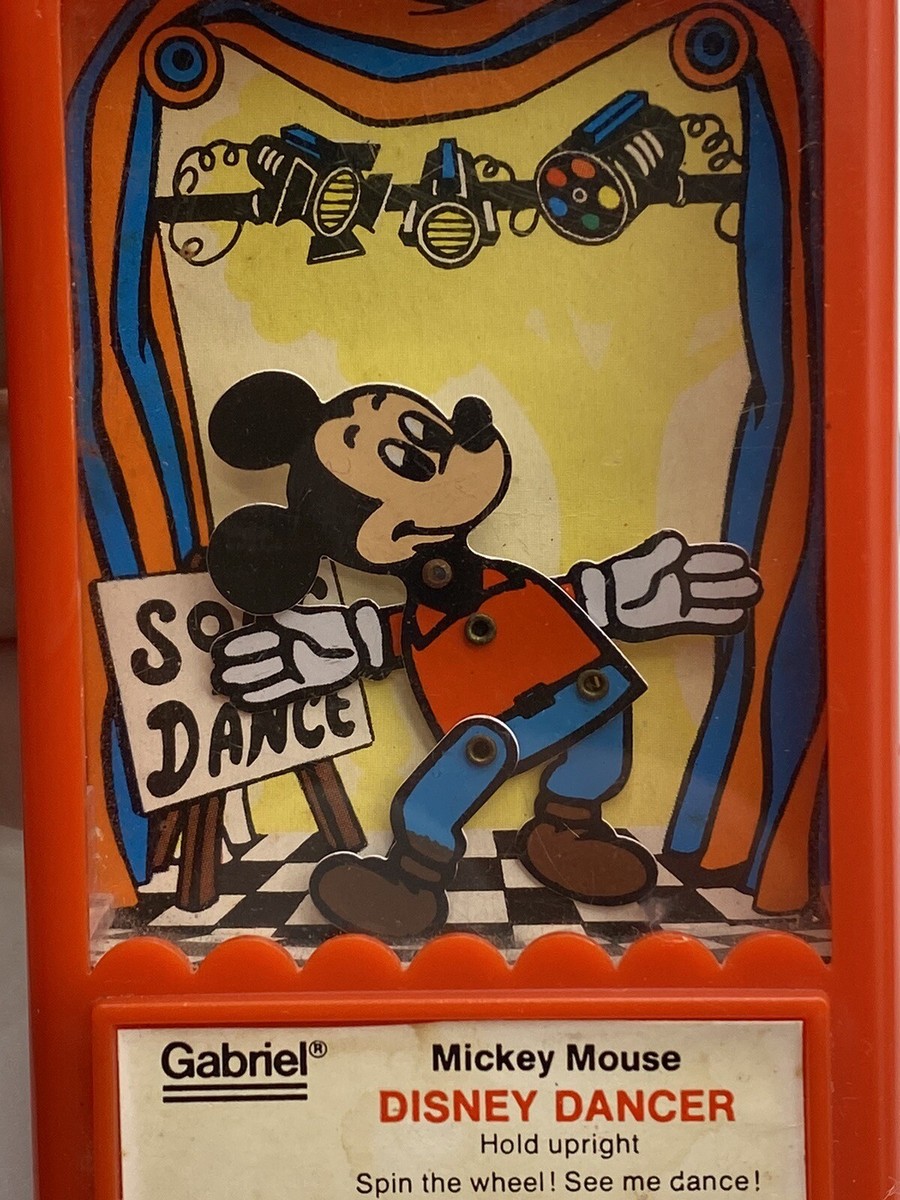 DANCE
Gabriel®
Mickey Mouse
DISNEY DANCER
Hold upright
Spin the wheel! See me dance!